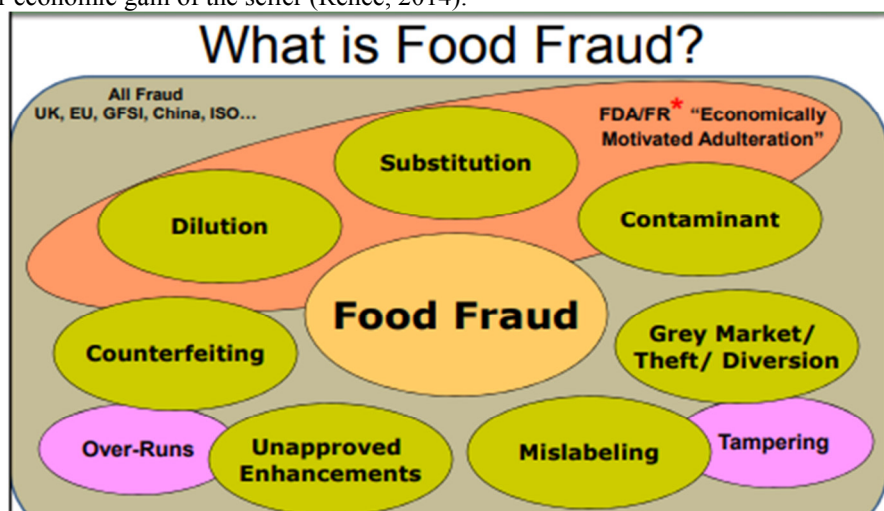 r economic gain of the seller (Renee, 2014).
What is Food Fraud?
All Fraud
UK, EU, GFSI, China, ISO...
FDA/FR* “Economically
Motivated Adulteration”
Substitution
Dilution
Contaminant
Food Fraud
Counterfeiting
Grey Market/
Theft/ Diversion
Over-Runs
Unapproved
Enhancements
Mislabeling
Tampering